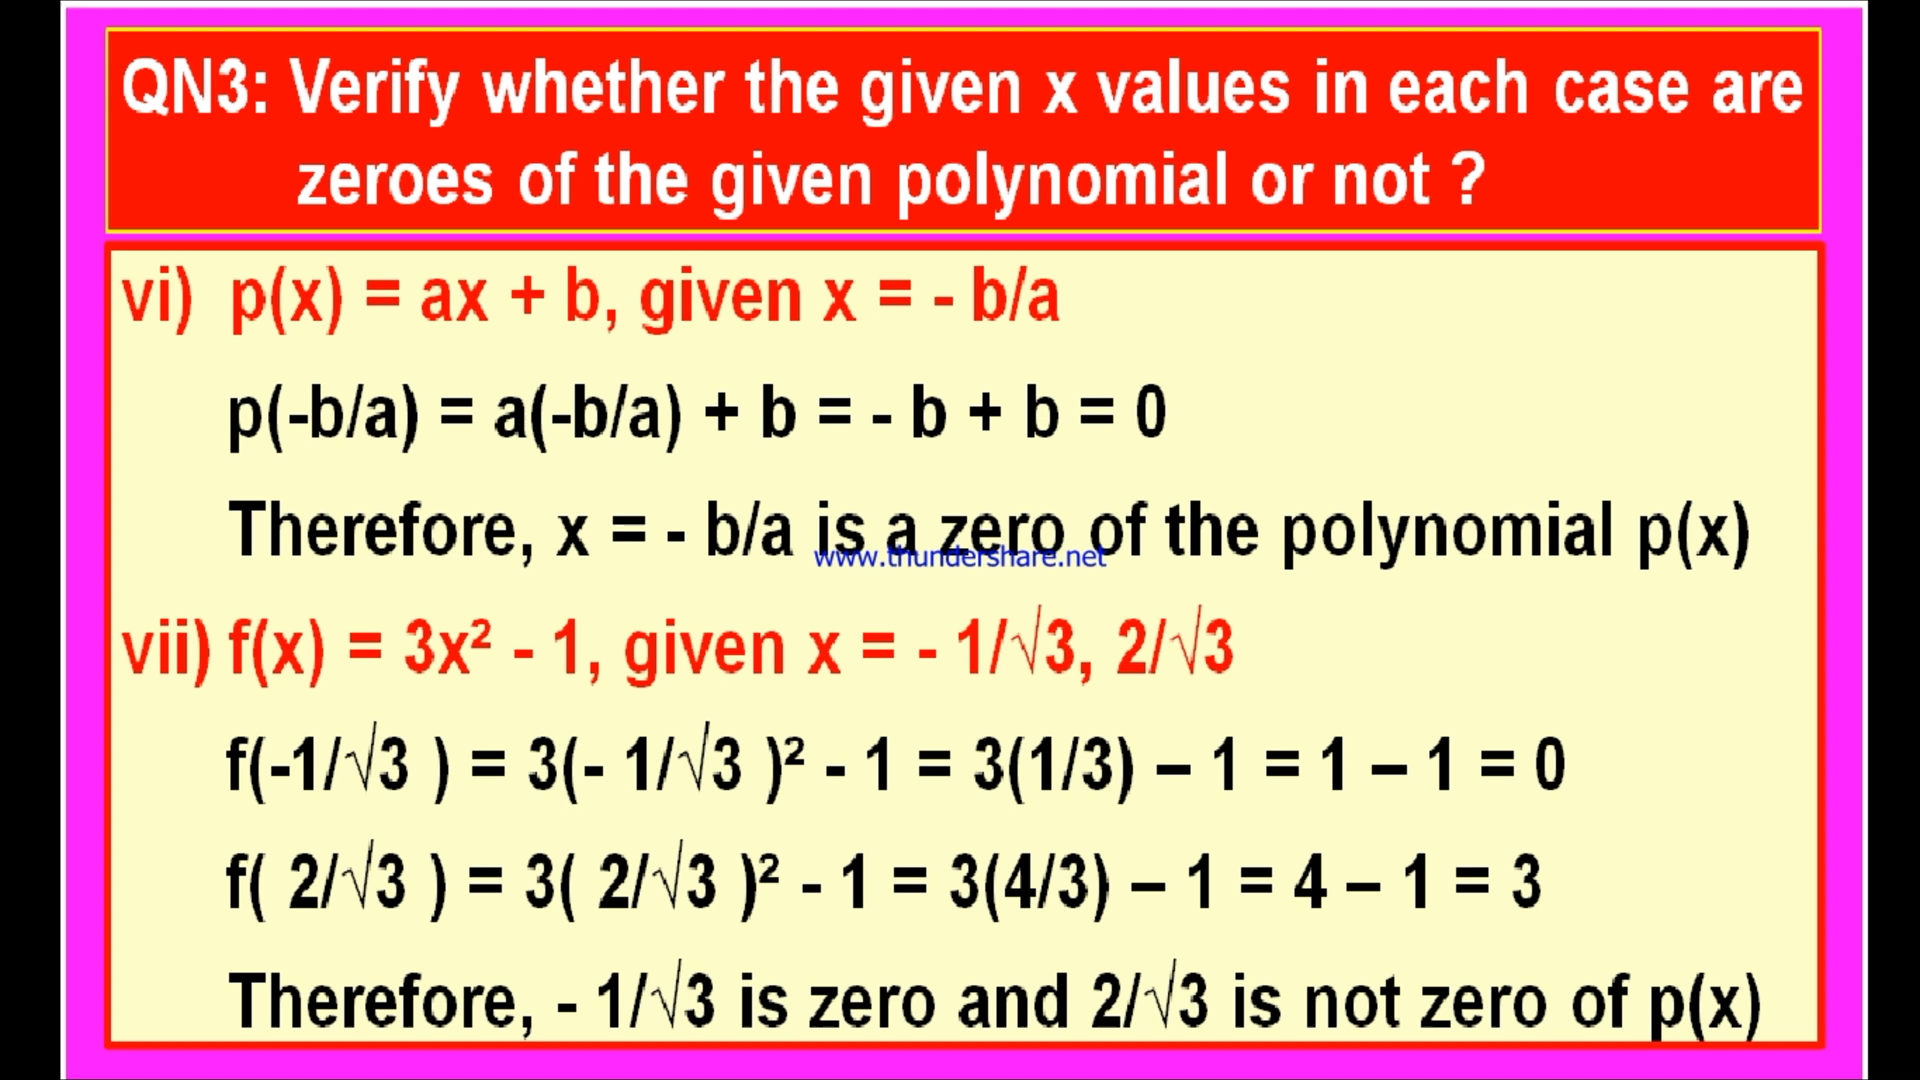 QN3: Verify whether the given x values in each case are
zeroes of the given polynomial or not ?
vi) p(x) = ax + b, given x = - b/a
p(-b/a) = a(-b/a) + b = - b + b = 0
Therefore, x = - b/a is a zero of the polynomial p(x)
www.thundershare.net
vii) f(x) = 3x² - 1, given x = - 1/√3, 2/√3
f(-1/√3 ) = 3(- 1/√3 )² - 1 = 3(1/3) – 1 = 1 – 1 = 0
f( 2/√3 ) = 3( 2/√3 )² - 1 = 3(4/3) – 1 = 4 – 1 = 3
Therefore, - 1/√3 is zero and 2/√3 is not zero of p(x)